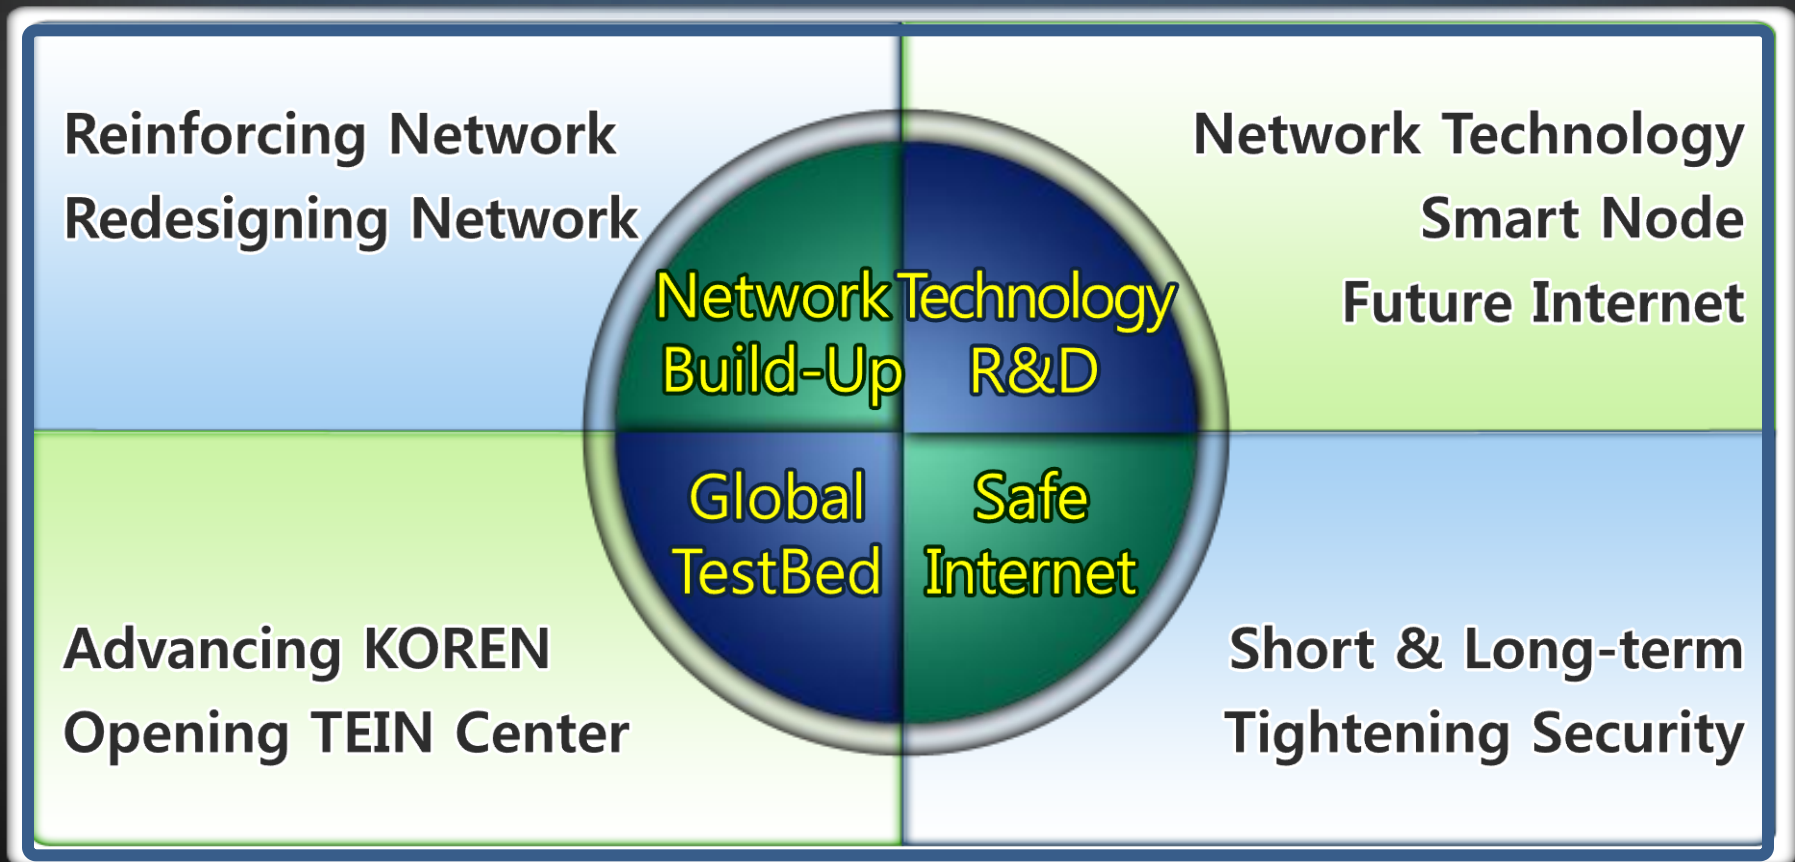 Reinforcing Network
Redesigning Network
Network Technology
Smart Node
Future Internet
Network
Build-Up
Technology
R&D
Global
TestBed
Safe
Internet
Advancing KOREN
Opening TEIN Center
Short & Long-term
Tightening Security